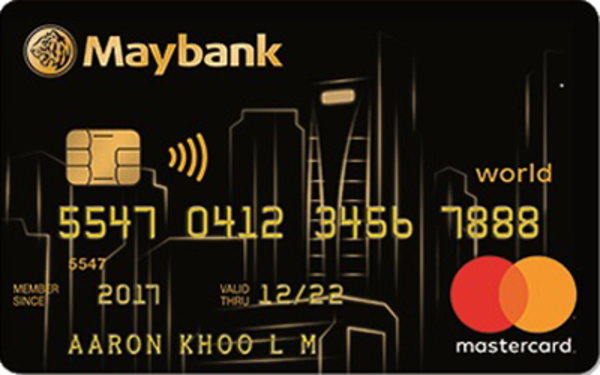 Maybank
world
5547 0412 3456 7888
5547
MEMBER SINCE 2017 VALID THRU 12/22
AARON KHOO L M
mastercard.